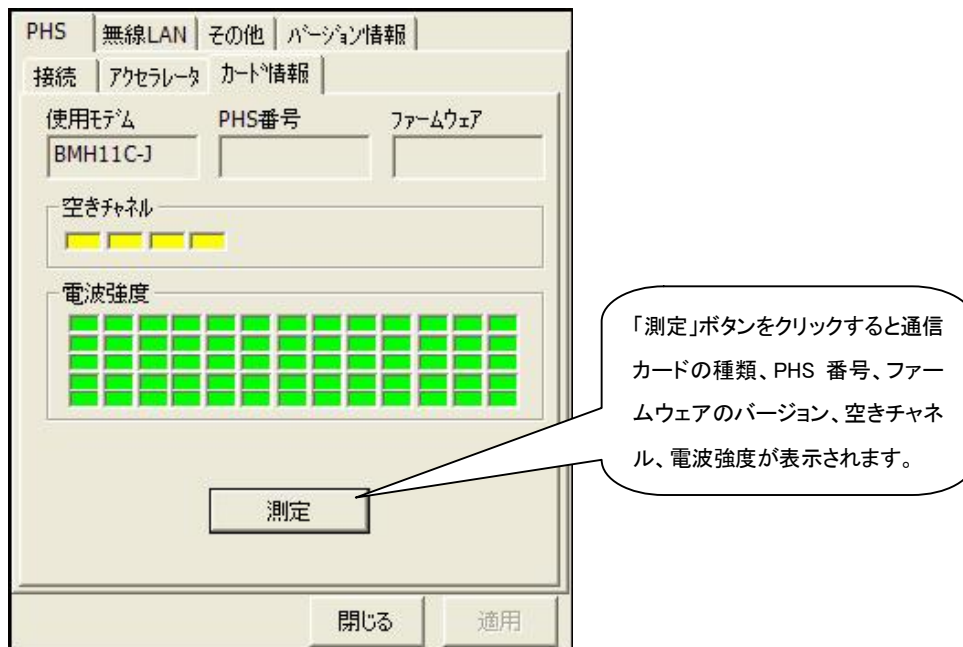 PHS 無線LAN その他 バージョン情報
接続 アクセラレータ カード情報
使用モデム PHS番号 ファームウェア
BMH11C-J
空きチャネル
電波強度
「測定」ボタンをクリックすると通信
カードの種類、PHS 番号、ファー
ムウェアのバージョン、空きチャネ
ル、電波強度が表示されます。
測定
閉じる 適用